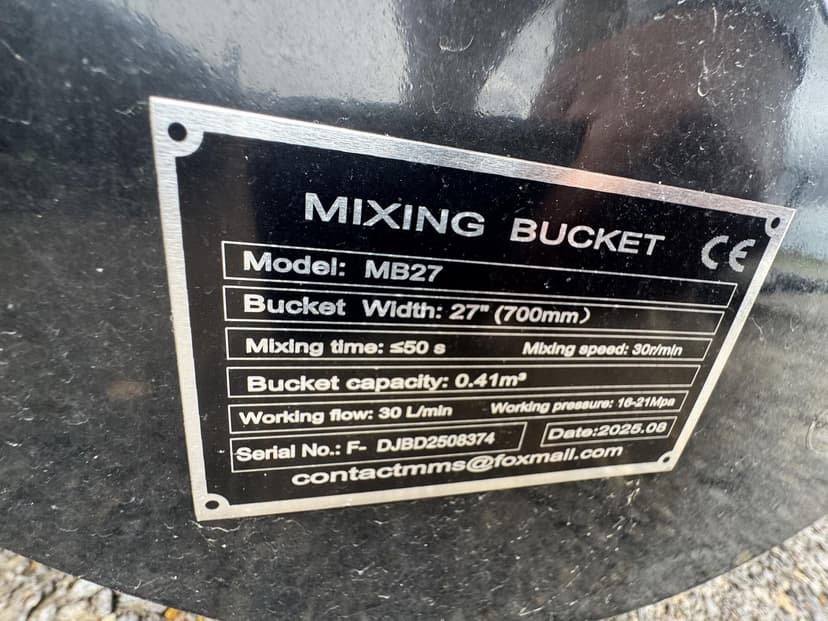 MIXING BUCKET CE
Model: MB27
Bucket Width: 27" (700mm)
Mixing time: ≤50 s Mixing speed: 30r/min
Bucket capacity: 0.41m³
Working flow: 30 L/min Working pressure: 16-21Mpa
Serial No.: F- DJBD2508374 Date:2025.08
contactmms@foxmail.com